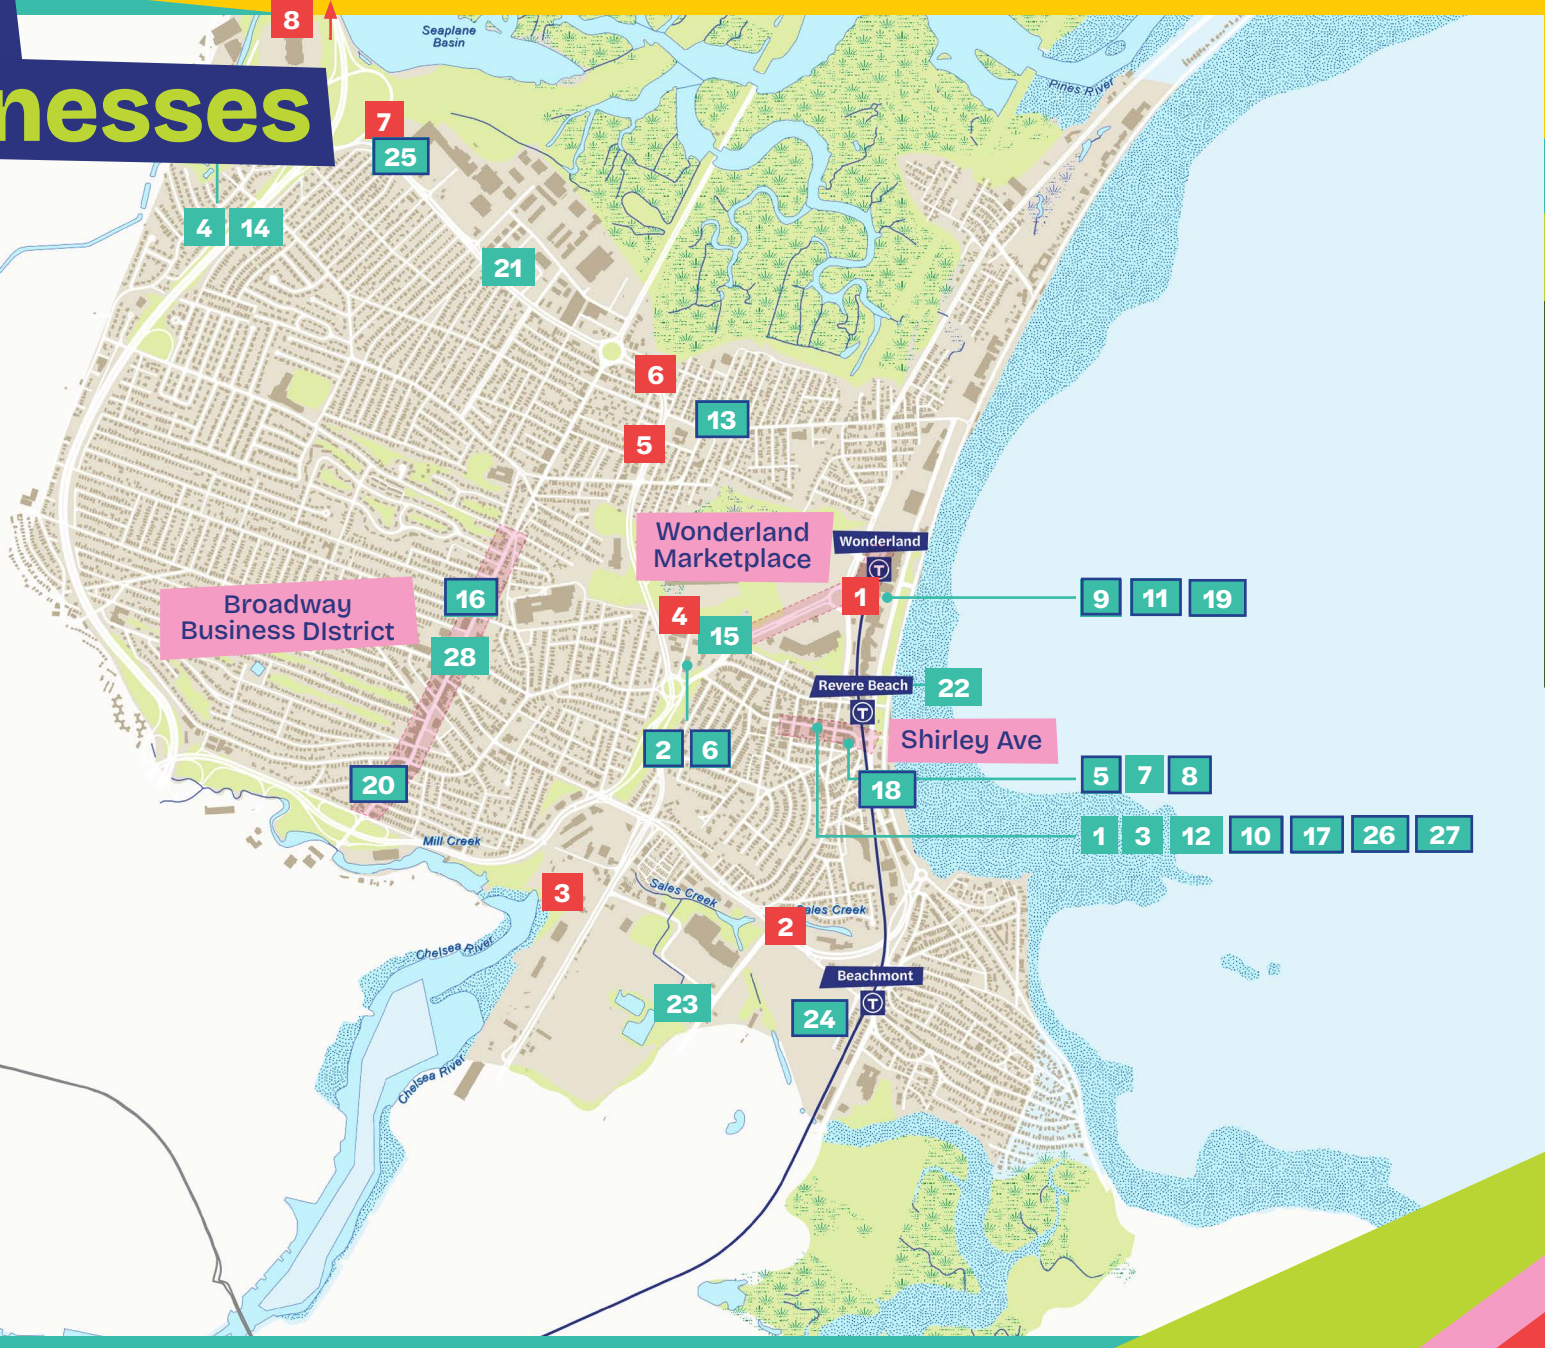 8
Seaplane
Basin
nesses
Pines River
7
25
4 14
21
6
13
5
Wonderland
Marketplace
Wonderland
T
Broadway
Business DIstrict
16
1
9 11 19
4
15
28
Revere Beach
22
T
Shirley Ave
2 6
20
18
5 7 8
1 3 12 10 17 26 27
Mill Creek
3
Sales Creek
2
ales Creek
Chelsea River
Beachmont
T
23
24
Chelsea River